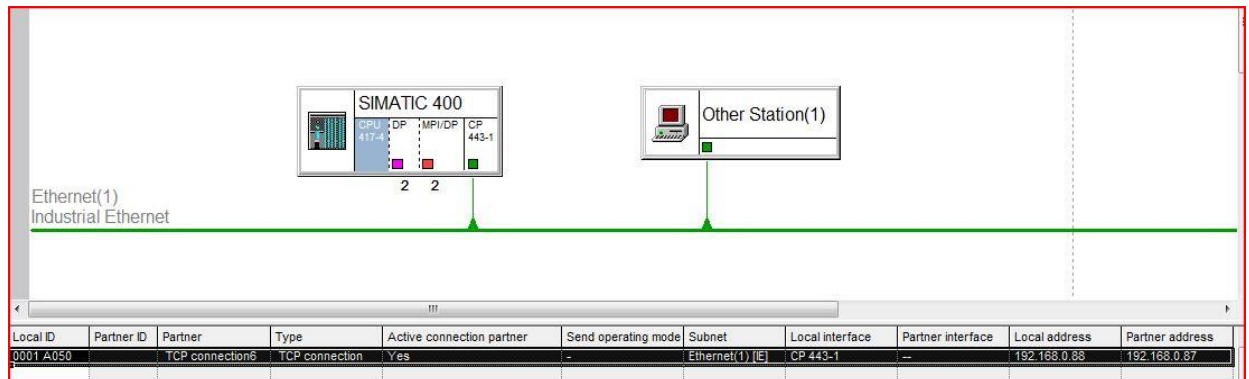 SIMATIC 400
CPU 417-4 DP MPI/DP CP 443-1
2 2
Other Station(1)
Ethernet(1)
Industrial Ethernet
Local ID Partner ID Partner Type Active connection partner Send operating mode Subnet Local interface Partner interface Local address Partner address
0001 A050 TCP connection6 TCP connection Yes - Ethernet(1) [IE] CP 443-1 -- 192.168.0.88 192.168.0.87